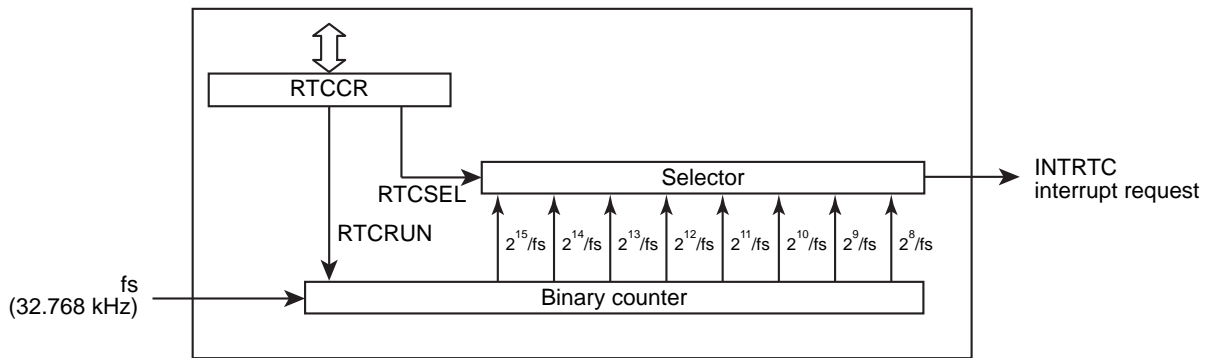 RTCCR
Selector
INTRTC
interrupt request
RTCSEL
RTCRUN
2^15/fs 2^14/fs 2^13/fs 2^12/fs 2^11/fs 2^10/fs 2^9/fs 2^8/fs
fs
(32.768 kHz)
Binary counter